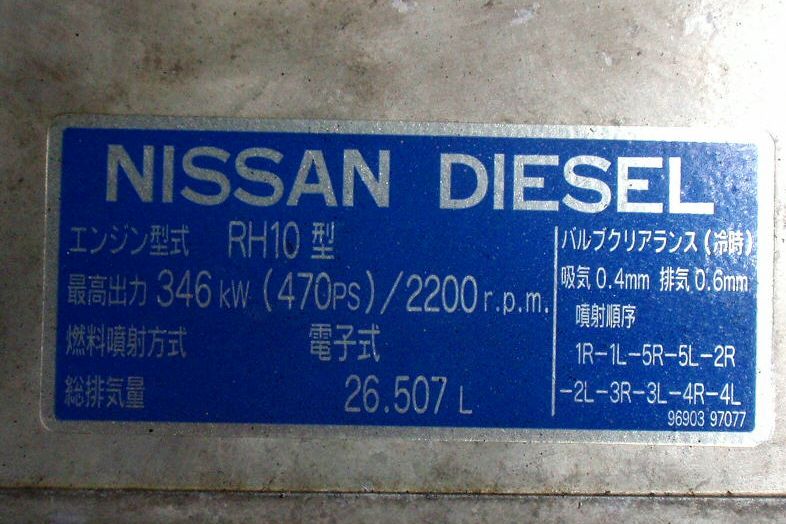 NISSAN DIESEL
エンジン型式 RH10 型
最高出力 346 kW (470PS)/2200 r.p.m.
燃料噴射方式 電子式
総排気量 26.507 L
バルブクリアランス(冷時)
吸気 0.4mm 排気 0.6mm
噴射順序
1R-1L-5R-5L-2R
-2L-3R-3L-4R-4L
96903 97077